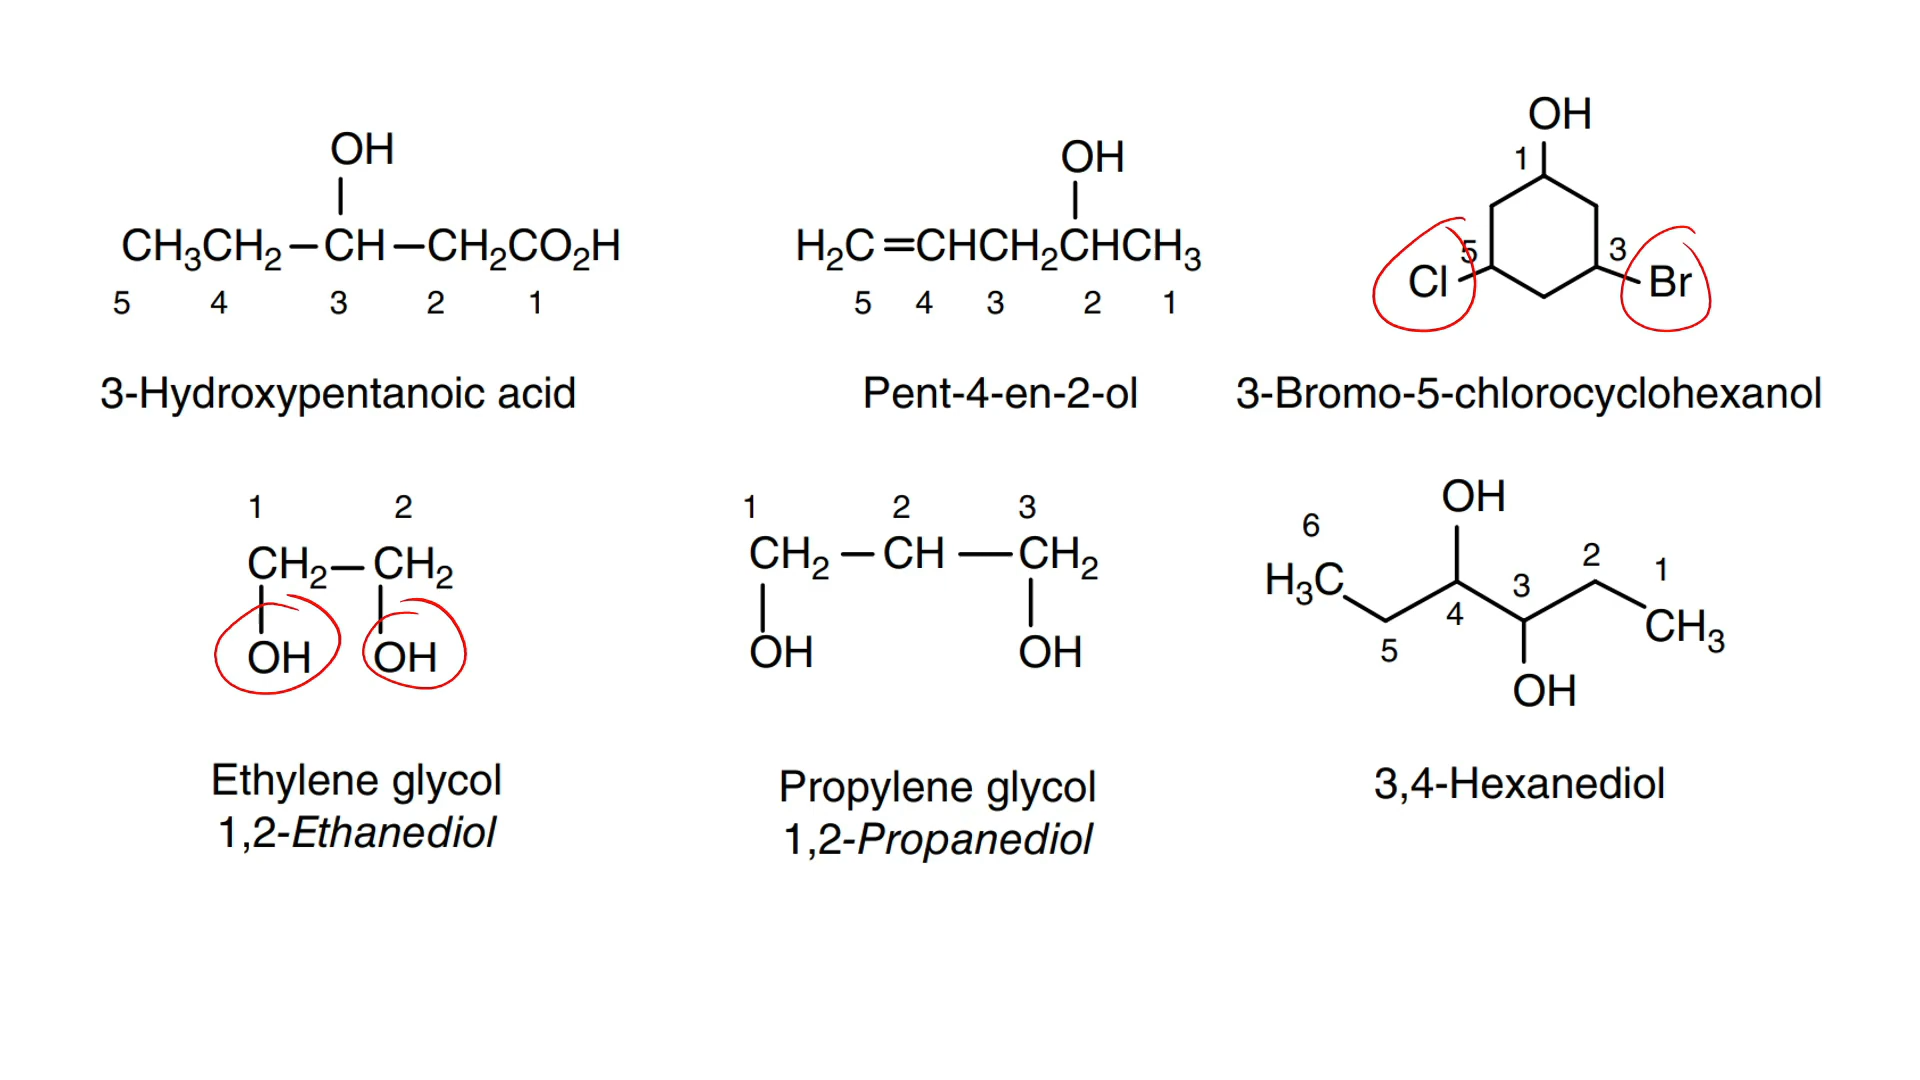 OH
CH₃CH₂–CH–CH₂CO₂H
5 4 3 2 1
3-Hydroxypentanoic acid
OH
H₂C=CHCH₂CHCH₃
5 4 3 2 1
Pent-4-en-2-ol
OH
1
5 3
Cl Br
3-Bromo-5-chlorocyclohexanol
1 2
CH₂–CH₂
OH OH
Ethylene glycol
1,2-Ethanediol
1 2 3
CH₂–CH–CH₂
OH OH
Propylene glycol
1,2-Propanediol
OH
6
H₃C
5 4 3 2 1
CH₃
OH
3,4-Hexanediol